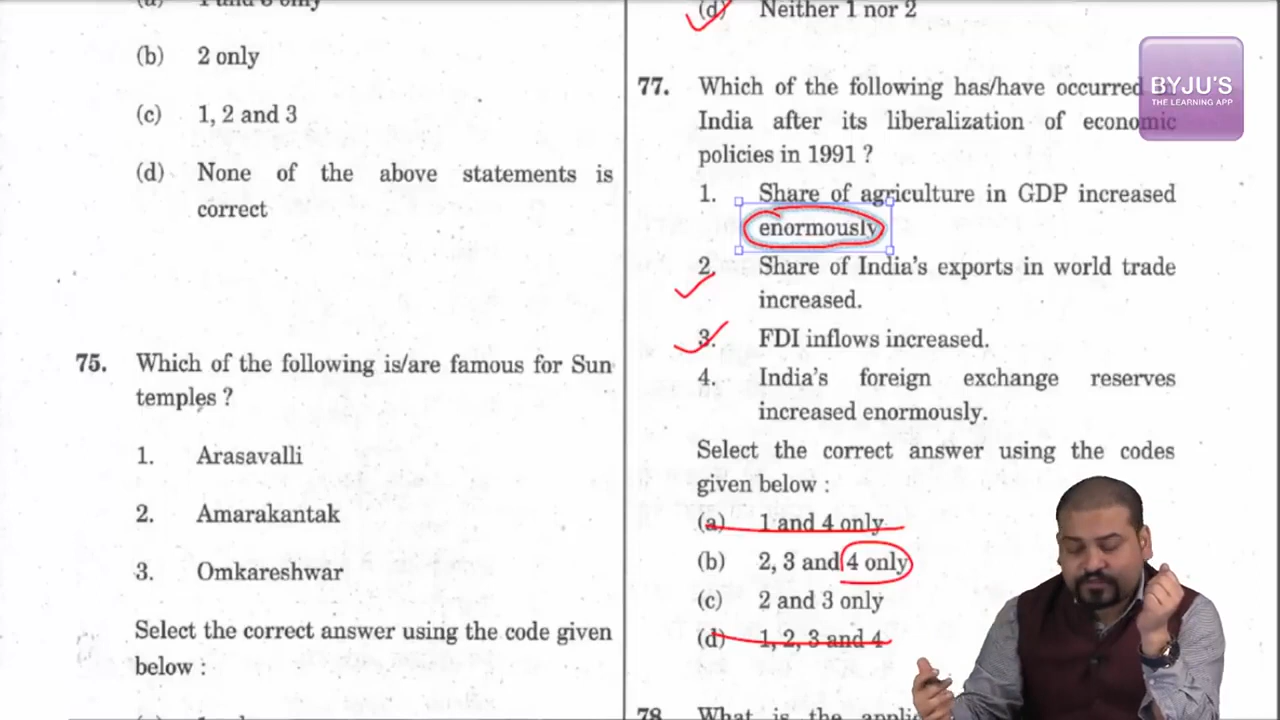 (b) 2 only
(c) 1, 2 and 3
(d) None of the above statements is
correct
75. Which of the following is/are famous for Sun
temples ?
1. Arasavalli
2. Amarakantak
3. Omkareshwar
Select the correct answer using the code given
below :
(d) Neither 1 nor 2
77. Which of the following has/have occurred
India after its liberalization of economic
policies in 1991 ?
1. Share of agriculture in GDP increased
enormously
2. Share of India's exports in world trade
increased.
3. FDI inflows increased.
4. India's foreign exchange reserves
increased enormously.
Select the correct answer using the codes
given below :
(a) 1 and 4 only
(b) 2, 3 and 4 only
(c) 2 and 3 only
(d) 1, 2, 3 and 4
78. What is the
BYJU'S
THE LEARNING APP